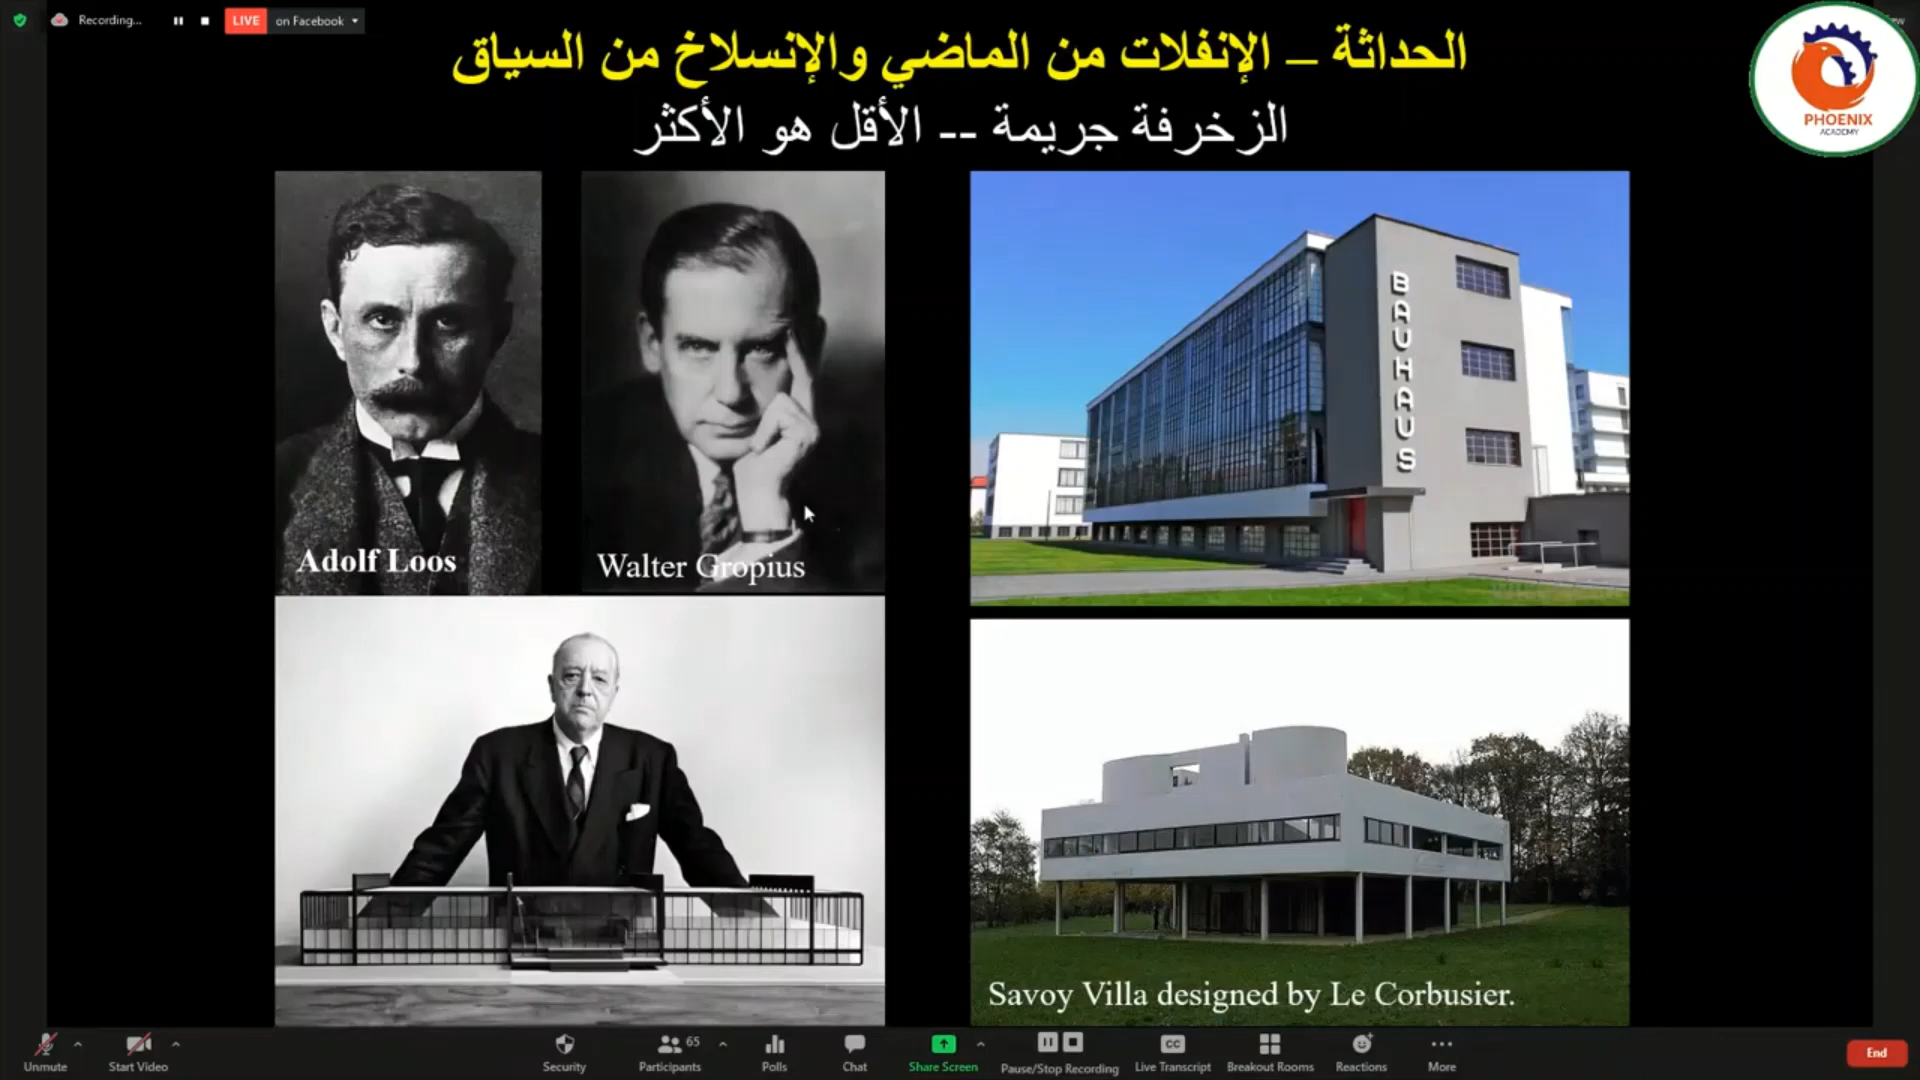 Recording...
LIVE on Facebook
الحداثة – الإنفلات من الماضي والإنسلاخ من السياق
الزخرفة جريمة -- الأقل هو الأكثر
PHOENIX
ACADEMY
Adolf Loos
Walter Gropius
BAUHAUS
Savoy Villa designed by Le Corbusier.
Unmute
Start Video
Security
65
Participants
Polls
Chat
Share Screen
Pause/Stop Recording
CC
Live Transcript
Breakout Rooms
Reactions
More
End